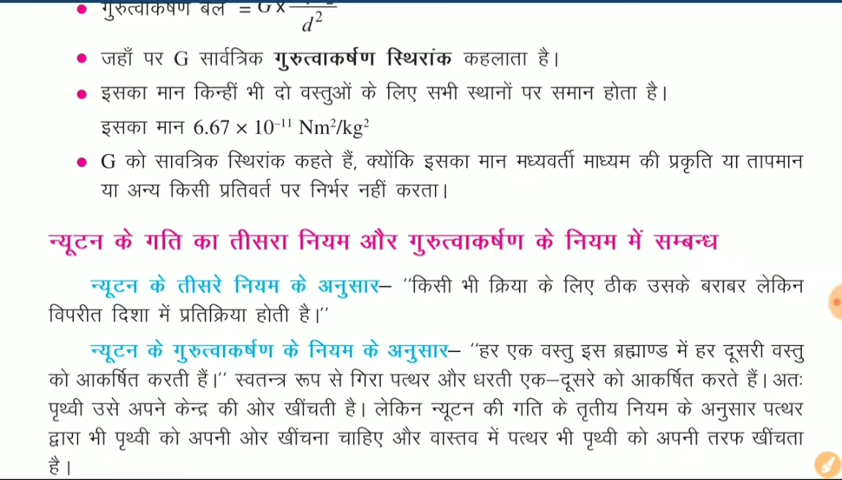 गुरुत्वाकर्षण बल = G ×
d²
जहाँ पर G सार्वत्रिक गुरुत्वाकर्षण स्थिरांक कहलाता है।
इसका मान किन्हीं भी दो वस्तुओं के लिए सभी स्थानों पर समान होता है।
इसका मान 6.67 × 10⁻¹¹ Nm²/kg²
G को सावत्रिक स्थिरांक कहते हैं, क्योंकि इसका मान मध्यवर्ती माध्यम की प्रकृति या तापमान
या अन्य किसी प्रतिवर्त पर निर्भर नहीं करता।
न्यूटन के गति का तीसरा नियम और गुरुत्वाकर्षण के नियम में सम्बन्ध
न्यूटन के तीसरे नियम के अनुसार– ‘‘किसी भी क्रिया के लिए ठीक उसके बराबर लेकिन
विपरीत दिशा में प्रतिक्रिया होती है।’’
न्यूटन के गुरुत्वाकर्षण के नियम के अनुसार– ‘‘हर एक वस्तु इस ब्रह्माण्ड में हर दूसरी वस्तु
को आकर्षित करती हैं।’’ स्वतन्त्र रूप से गिरा पत्थर और धरती एक–दूसरे को आकर्षित करते हैं। अतः
पृथ्वी उसे अपने केन्द्र की ओर खींचती है। लेकिन न्यूटन की गति के तृतीय नियम के अनुसार पत्थर
द्वारा भी पृथ्वी को अपनी ओर खींचना चाहिए और वास्तव में पत्थर भी पृथ्वी को अपनी तरफ खींचता
है।